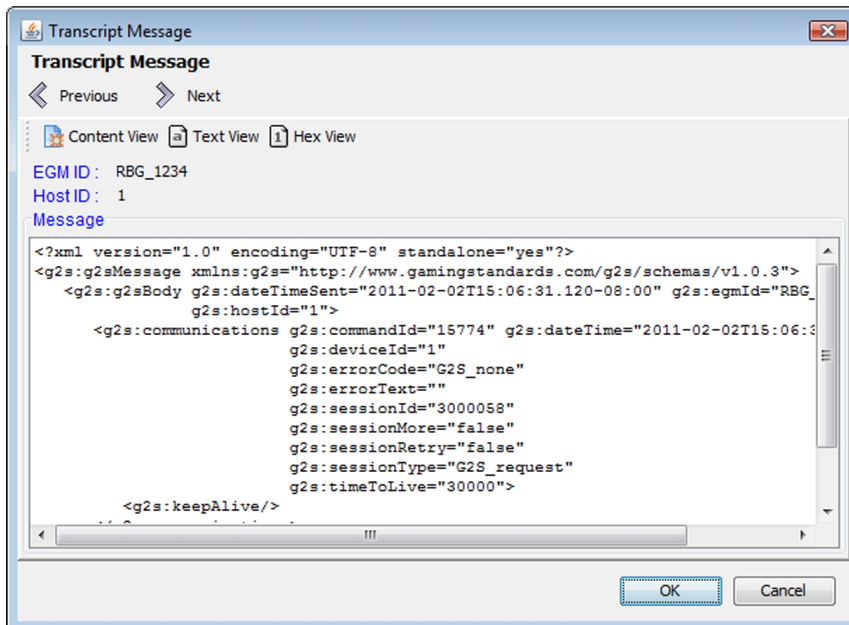 Transcript Message
Transcript Message
Previous Next
Content View a Text View 1 Hex View
EGM ID : RBG_1234
Host ID : 1
Message
<?xml version="1.0" encoding="UTF-8" standalone="yes"?>
<g2s:g2sMessage xmlns:g2s="http://www.gamingstandards.com/g2s/schemas/v1.0.3">
<g2s:g2sBody g2s:dateTimeSent="2011-02-02T15:06:31.120-08:00" g2s:egmId="RBG_
g2s:hostId="1">
<g2s:communications g2s:commandId="15774" g2s:dateTime="2011-02-02T15:06:3
g2s:deviceId="1"
g2s:errorCode="G2S_none"
g2s:errorText=""
g2s:sessionId="3000058"
g2s:sessionMore="false"
g2s:sessionRetry="false"
g2s:sessionType="G2S_request"
g2s:timeToLive="30000">
<g2s:keepAlive/>
OK Cancel